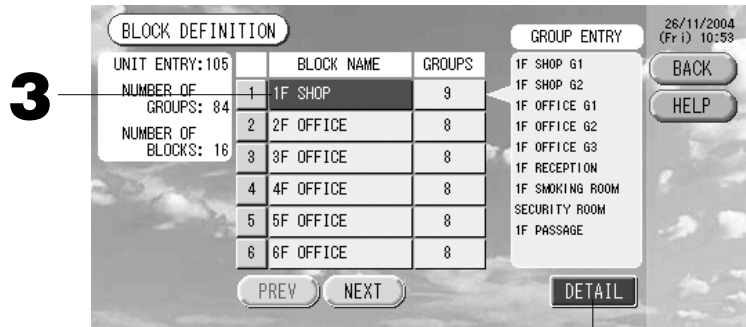 BLOCK DEFINITION
GROUP ENTRY
26/11/2004
(Fri) 10:53
UNIT ENTRY:105
NUMBER OF
GROUPS: 84
NUMBER OF
BLOCKS: 16
3
BLOCK NAME GROUPS
1 1F SHOP 9
2 2F OFFICE 8
3 3F OFFICE 8
4 4F OFFICE 8
5 5F OFFICE 8
6 6F OFFICE 8
1F SHOP G1
1F SHOP G2
1F OFFICE G1
1F OFFICE G2
1F OFFICE G3
1F RECEPTION
1F SMOKING ROOM
SECURITY ROOM
1F PASSAGE
BACK
HELP
PREV NEXT
DETAIL